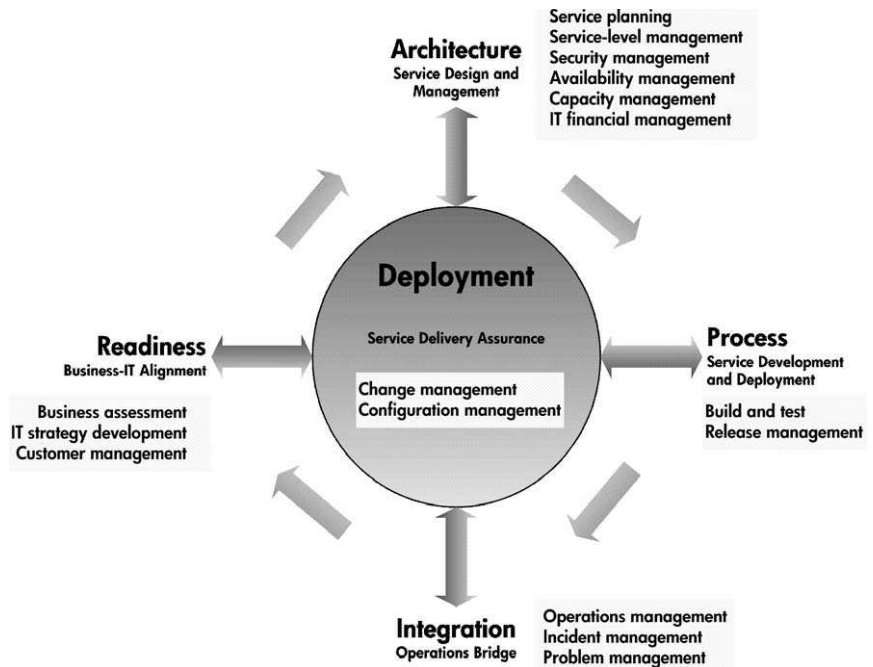 Architecture
Service Design and
Management
Service planning
Service-level management
Security management
Availability management
Capacity management
IT financial management
Deployment
Service Delivery Assurance
Change management
Configuration management
Readiness
Business-IT Alignment
Business assessment
IT strategy development
Customer management
Process
Service Development
and Deployment
Build and test
Release management
Integration
Operations Bridge
Operations management
Incident management
Problem management